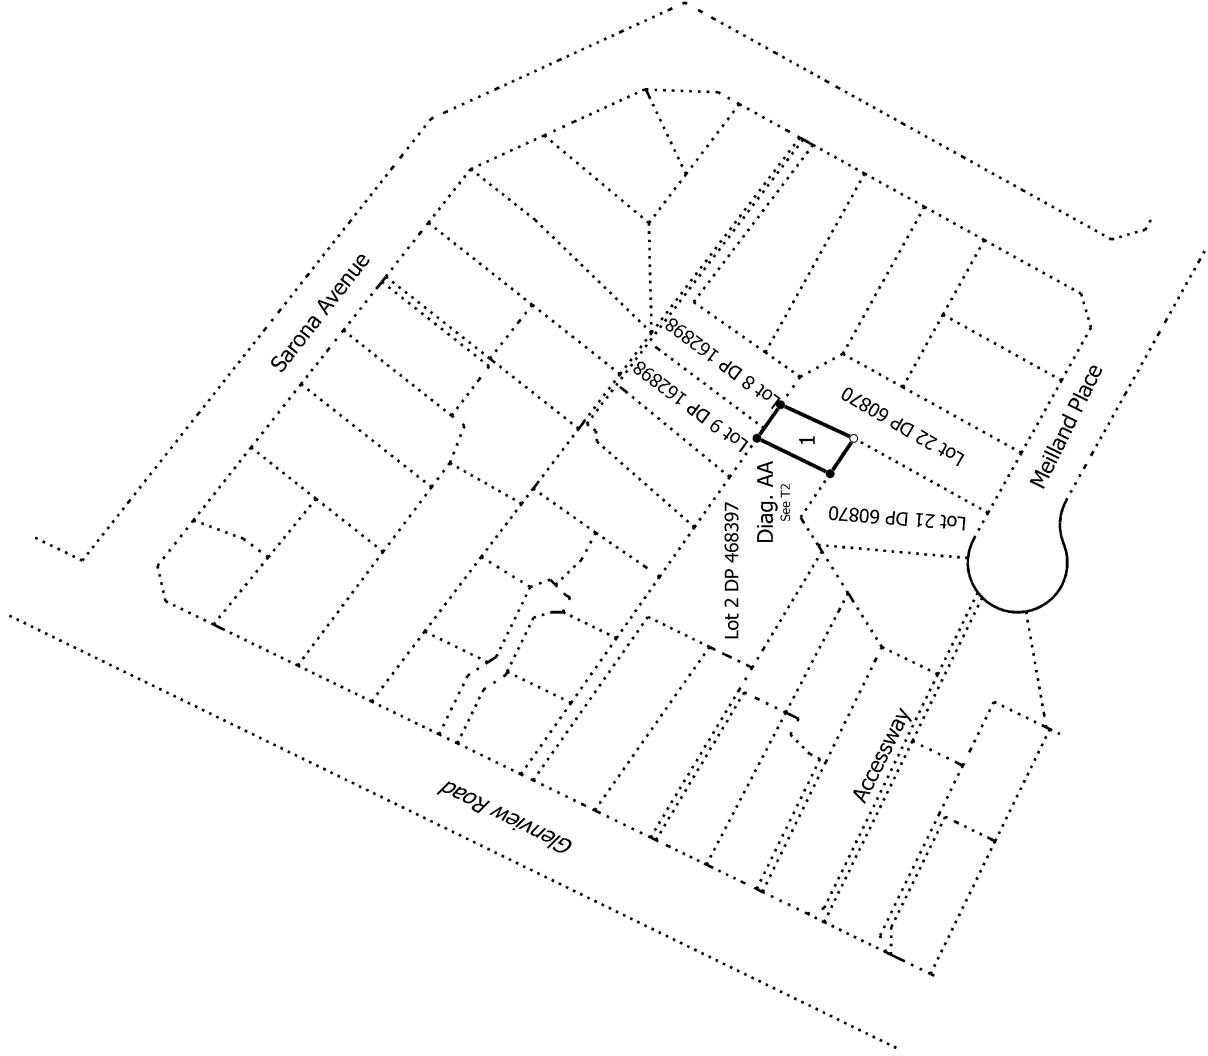 Sarona Avenue
Lot 8 DP 162898
Lot 9 DP 162898
Lot 22 DP 60870
Meilland Place
1
Diag. AA
See T2
Lot 21 DP 60870
Lot 2 DP 468397
Accessway
Glenview Road